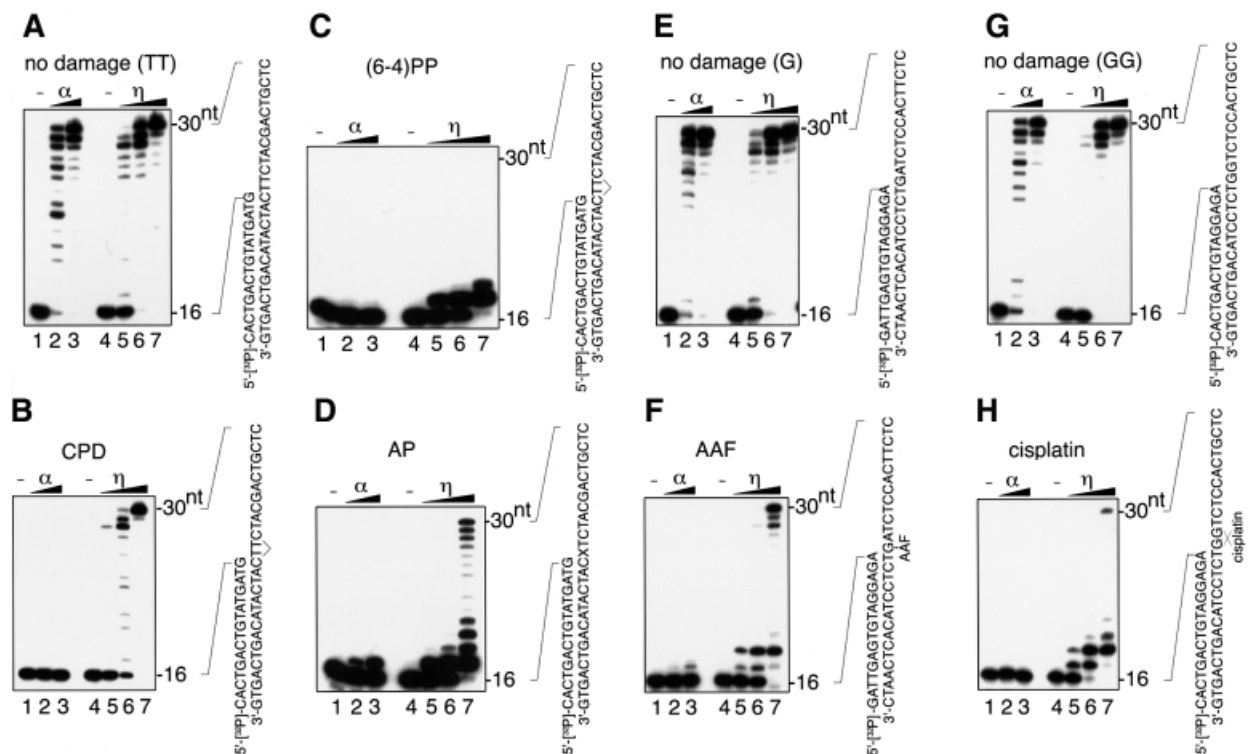 A
no damage (TT)
– α – η
30nt
16
1 2 3 4 5 6 7
5'-[³²P]-CACTGACTGTATGATG
3'-GTGACTGACATACTACTTCTACGACTGCTC
C
(6-4)PP
– α – η
30nt
16
1 2 3 4 5 6 7
5'-[³²P]-CACTGACTGTATGATG
3'-GTGACTGACATACTACTTCTACGACTGCTC
E
no damage (G)
– α – η
30nt
16
1 2 3 4 5 6 7
5'-[³²P]-GATTGAGTGTAGGAGA
3'-CTAACTCACATCCTCTGATCTCCACTTCTC
G
no damage (GG)
– α – η
30nt
16
1 2 3 4 5 6 7
5'-[³²P]-CACTGACTGTAGGAGA
3'-GTGACTGACATCCTCTGGTCTCCACTGCTC
B
CPD
– α – η
30nt
16
1 2 3 4 5 6 7
5'-[³²P]-CACTGACTGTATGATG
3'-GTGACTGACATACTACTTCTACGACTGCTC
D
AP
– α – η
30nt
16
1 2 3 4 5 6 7
5'-[³²P]-CACTGACTGTATGATG
3'-GTGACTGACATACTACXTCTACGACTGCTC
F
AAF
– α – η
30nt
16
1 2 3 4 5 6 7
5'-[³²P]-GATTGAGTGTAGGAGA
3'-CTAACTCACATCCTCTGATCTCCACTTCTC
AAF
H
cisplatin
– α – η
30nt
16
1 2 3 4 5 6 7
5'-[³²P]-CACTGACTGTAGGAGA
3'-GTGACTGACATCCTCTGGTCTCCACTGCTC
cisplatin